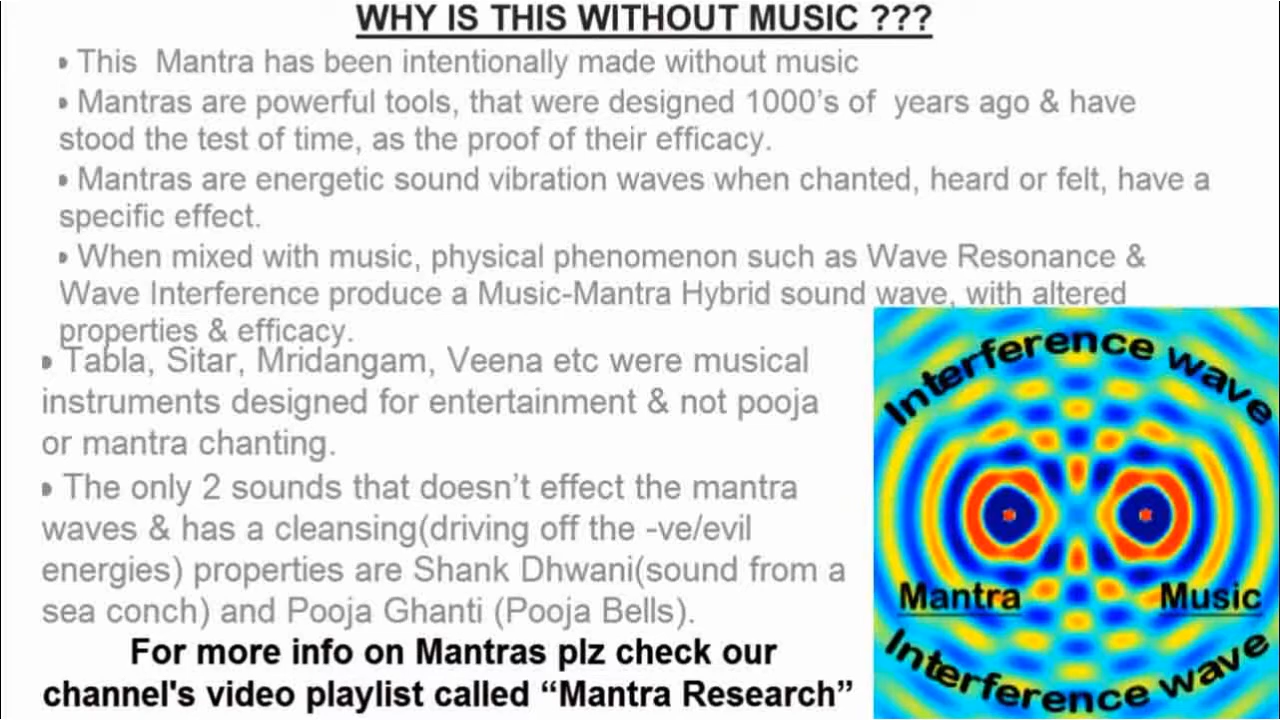 WHY IS THIS WITHOUT MUSIC ???
• This Mantra has been intentionally made without music
• Mantras are powerful tools, that were designed 1000’s of years ago & have
stood the test of time, as the proof of their efficacy.
• Mantras are energetic sound vibration waves when chanted, heard or felt, have a
specific effect.
• When mixed with music, physical phenomenon such as Wave Resonance &
Wave Interference produce a Music-Mantra Hybrid sound wave, with altered
properties & efficacy.
• Tabla, Sitar, Mridangam, Veena etc were musical
instruments designed for entertainment & not pooja
or mantra chanting.
• The only 2 sounds that doesn’t effect the mantra
waves & has a cleansing(driving off the -ve/evil
energies) properties are Shank Dhwani(sound from a
sea conch) and Pooja Ghanti (Pooja Bells).
For more info on Mantras plz check our
channel's video playlist called “Mantra Research”
Interference wave
Mantra
Music
Interference wave